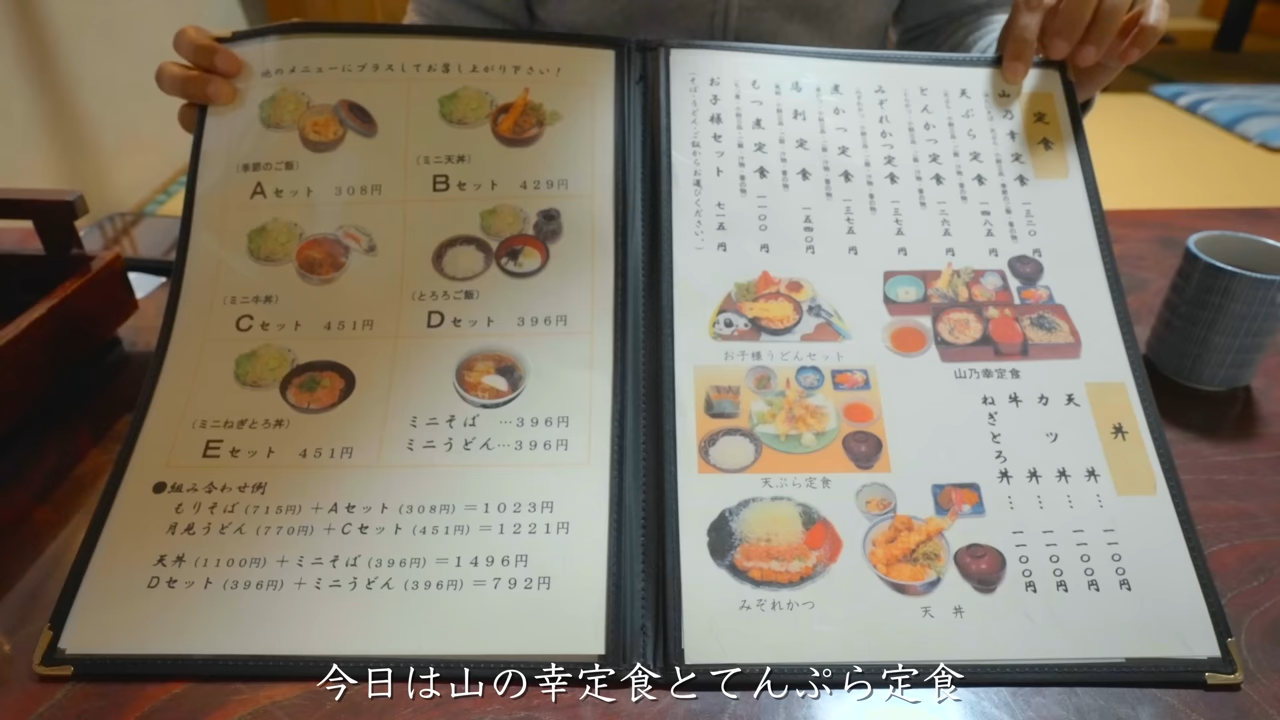 他のメニューにプラスしてお召し上がり下さい!
(季節のご飯)
Aセット 308円
(ミニ天丼)
Bセット 429円
(ミニ牛丼)
Cセット 451円
(とろろご飯)
Dセット 396円
(ミニねぎとろ丼)
Eセット 451円
ミニそば …396円
ミニうどん…396円
●組み合わせ例
もりそば(715円)+Aセット(308円)=1023円
月見うどん(770円)+Cセット(451円)=1221円
天丼(1100円)+ミニそば(396円)=1496円
Dセット(396円)+ミニうどん(396円)=792円
定食
山乃幸定食 一三二〇円
天ぷら定食 一四八五円
とんかつ定食 一二六五円
みぞれかつ定食 一三七五円
煮かつ定食 一三七五円
馬刺定食 一五四〇円
もつ煮定食 一一〇〇円
お子様セット 七一五円
(そば・うどん・ご飯からお選びください。)
お子様うどんセット
山乃幸定食
天ぷら定食
みぞれかつ
天丼
丼
天丼…一一〇〇円
カツ丼…一一〇〇円
牛丼…一一〇〇円
ねぎとろ丼…一一〇〇円
今日は山の幸定食とてんぷら定食